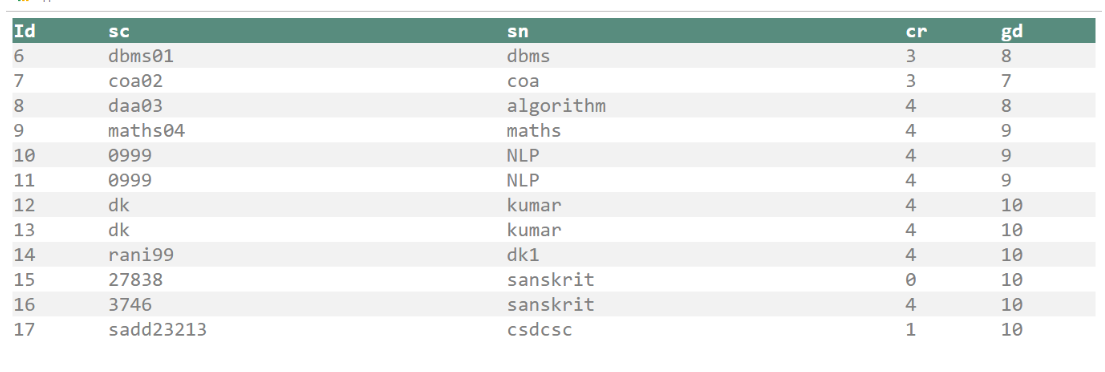 Id sc sn cr gd
6 dbms01 dbms 3 8
7 coa02 coa 3 7
8 daa03 algorithm 4 8
9 maths04 maths 4 9
10 0999 NLP 4 9
11 0999 NLP 4 9
12 dk kumar 4 10
13 dk kumar 4 10
14 rani99 dk1 4 10
15 27838 sanskrit 0 10
16 3746 sanskrit 4 10
17 sadd23213 csdcsc 1 10